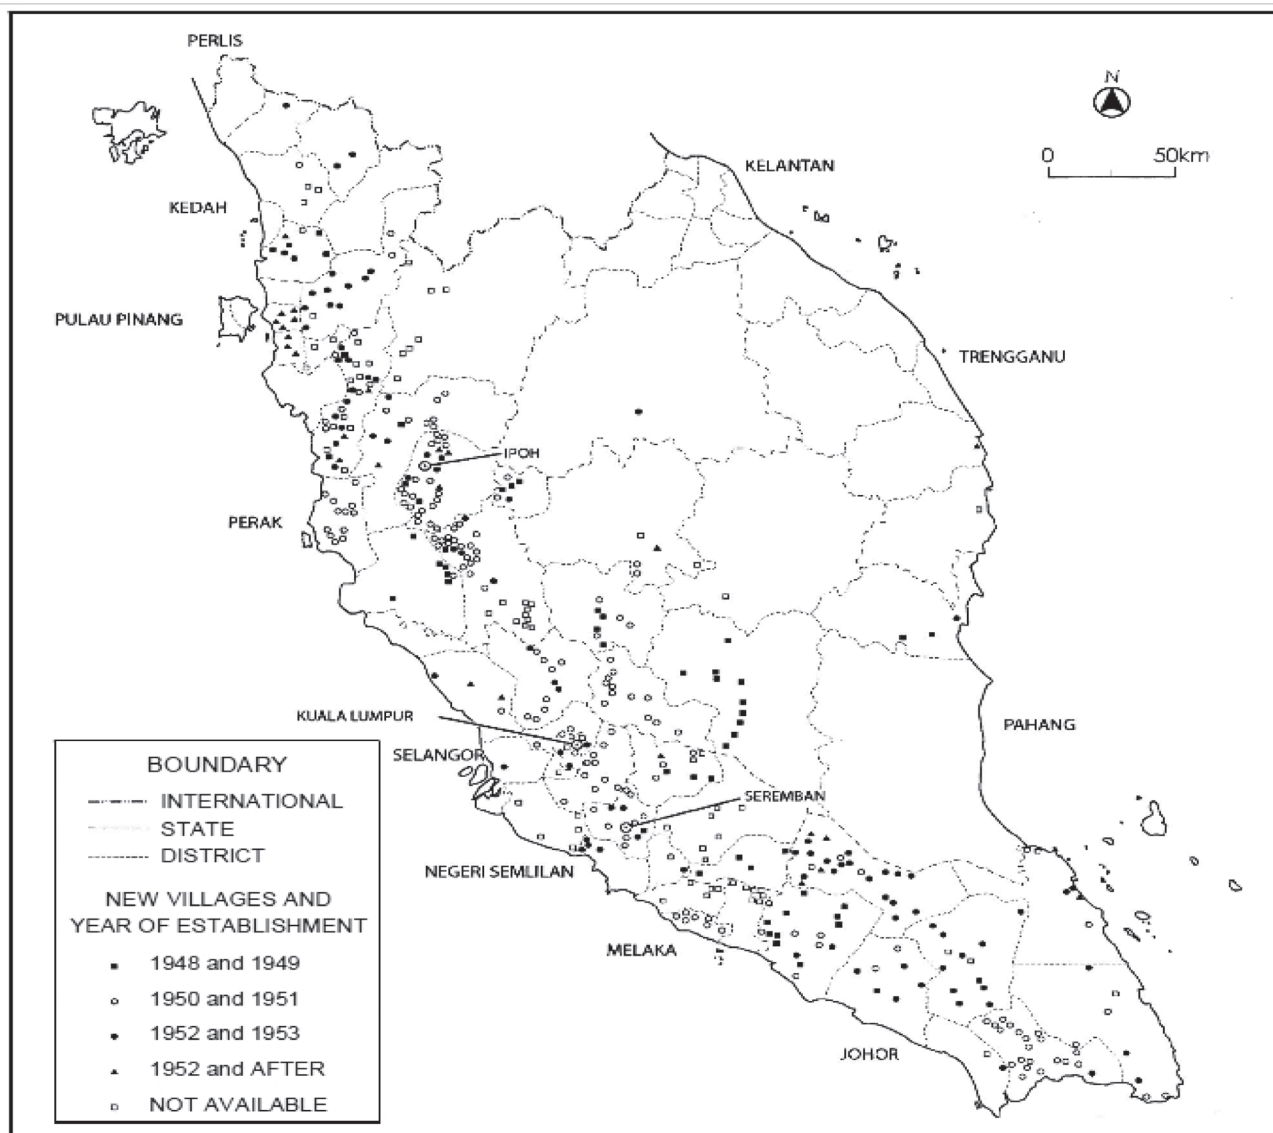 PERLIS
N
0 50km
KELANTAN
KEDAH
PULAU PINANG
TRENGGANU
IPOH
PERAK
KUALA LUMPUR
PAHANG
SELANGOR
SEREMBAN
NEGERI SEMLILAN
MELAKA
JOHOR
BOUNDARY
INTERNATIONAL
STATE
DISTRICT
NEW VILLAGES AND
YEAR OF ESTABLISHMENT
1948 and 1949
1950 and 1951
1952 and 1953
1952 and AFTER
NOT AVAILABLE